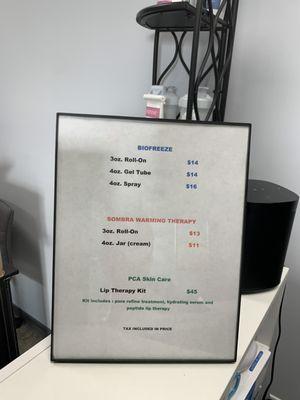 BIOFREEZE
3oz. Roll-On $14
4oz. Gel Tube $14
4oz. Spray $16
SOMBRA WARMING THERAPY
3oz. Roll-On $13
4oz. Jar (cream) $11
PCA Skin Care
Lip Therapy Kit $45
Kit includes : pore refine treatment, hydrating serum and
peptide lip therapy
TAX INCLUDED IN PRICE